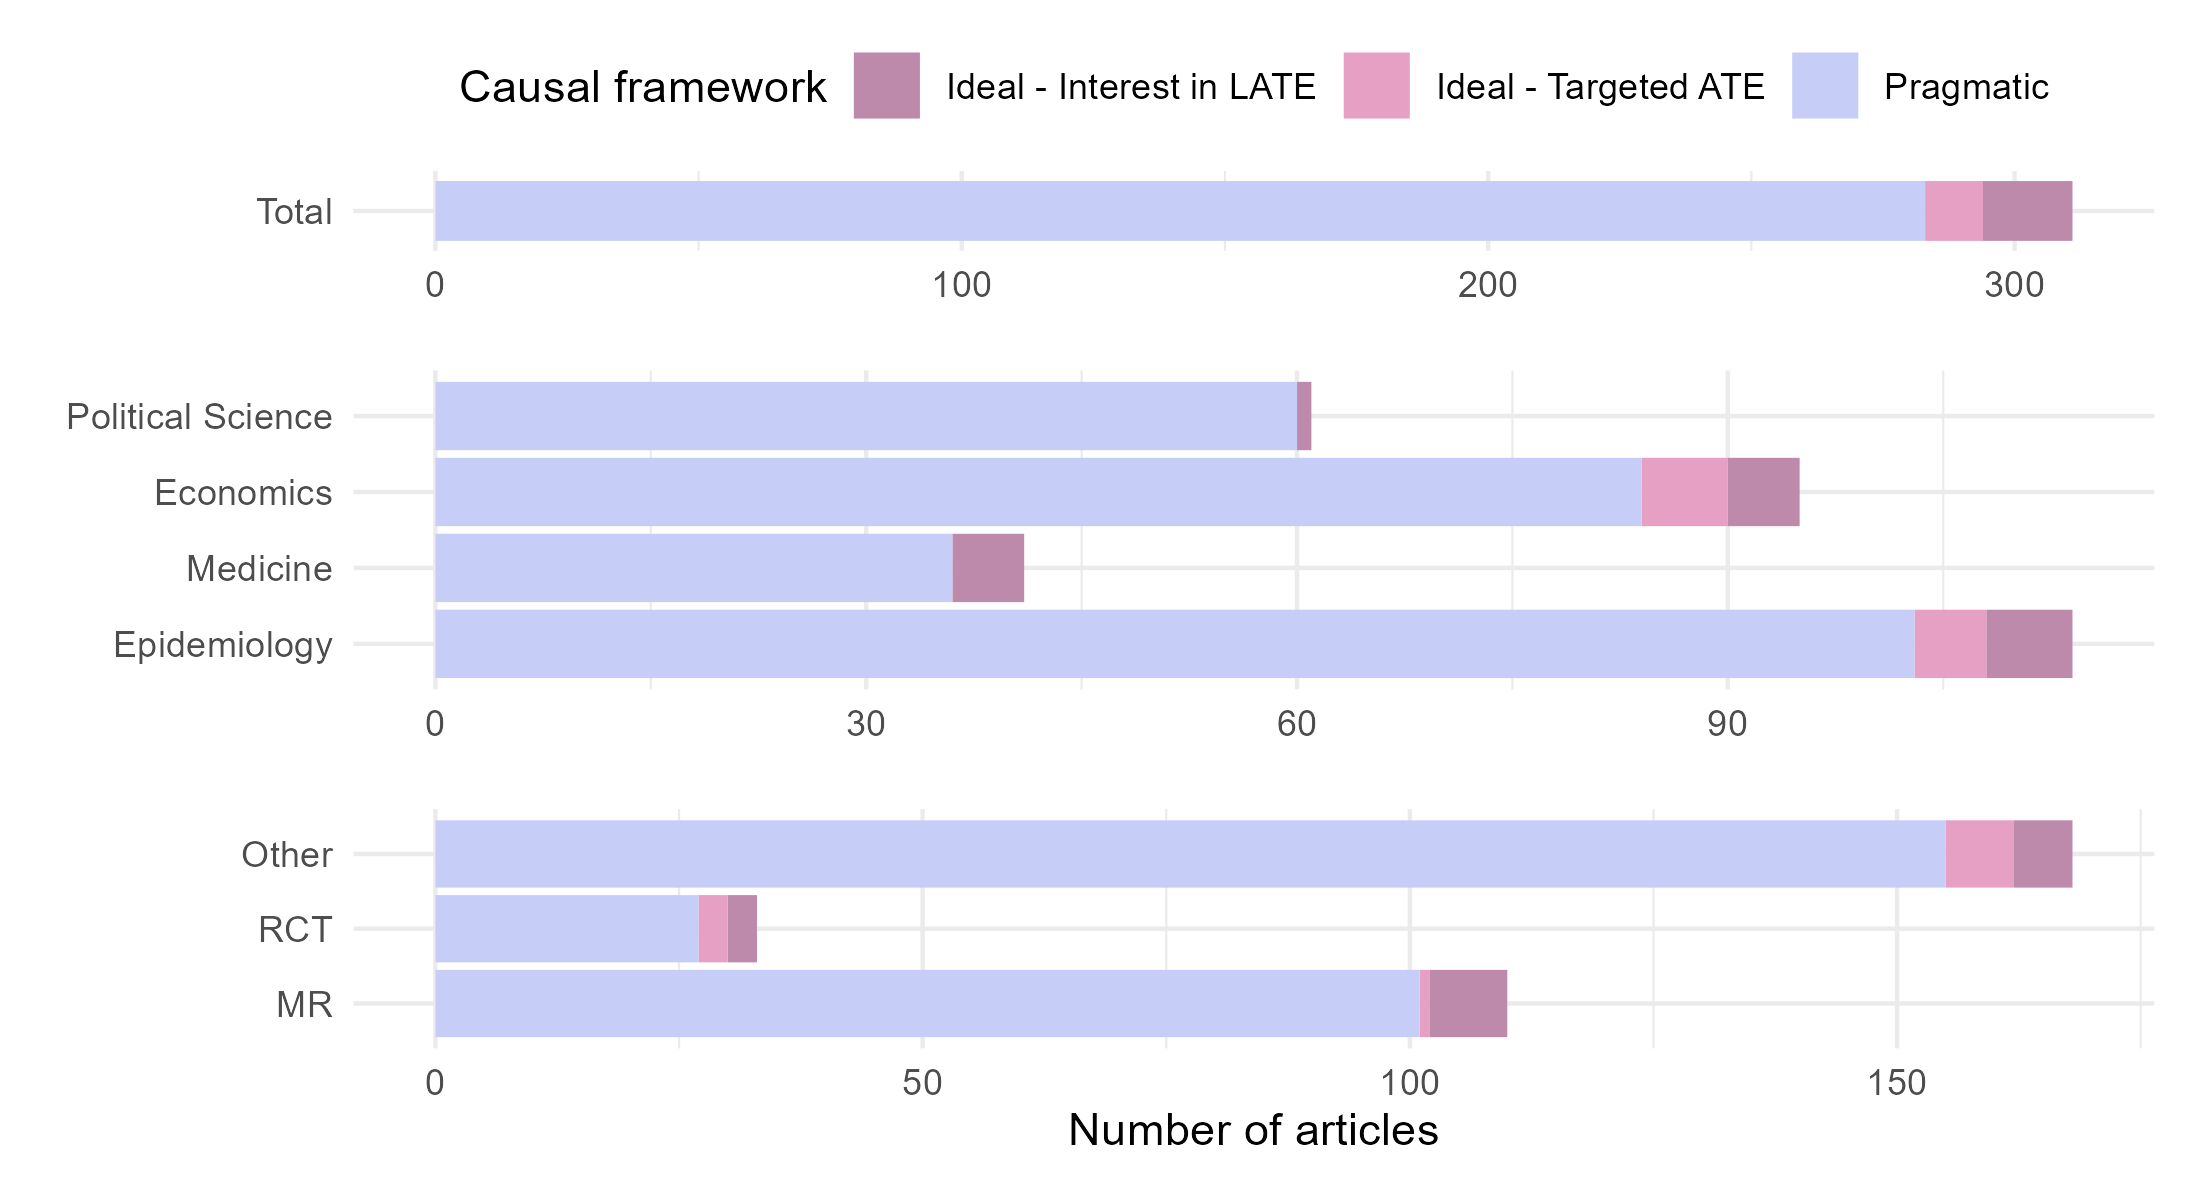 Causal framework Ideal - Interest in LATE Ideal - Targeted ATE Pragmatic
Total
0 100 200 300
Political Science
Economics
Medicine
Epidemiology
0 30 60 90
Other
RCT
MR
0 50 100 150
Number of articles